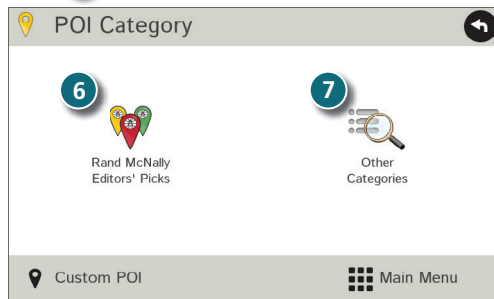 POI Category
6
7
Rand McNally
Editors' Picks
Other
Categories
Custom POI
Main Menu